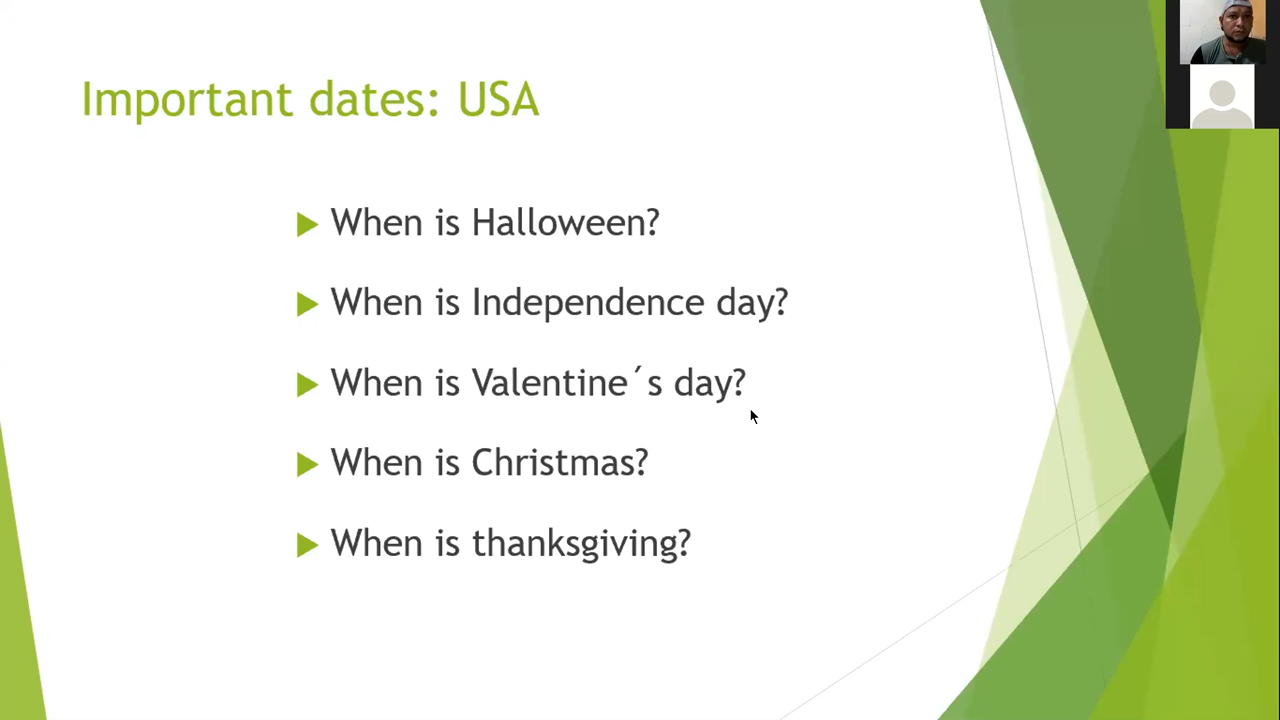 Important dates: USA
When is Halloween?
When is Independence day?
When is Valentine´s day?
When is Christmas?
When is thanksgiving?